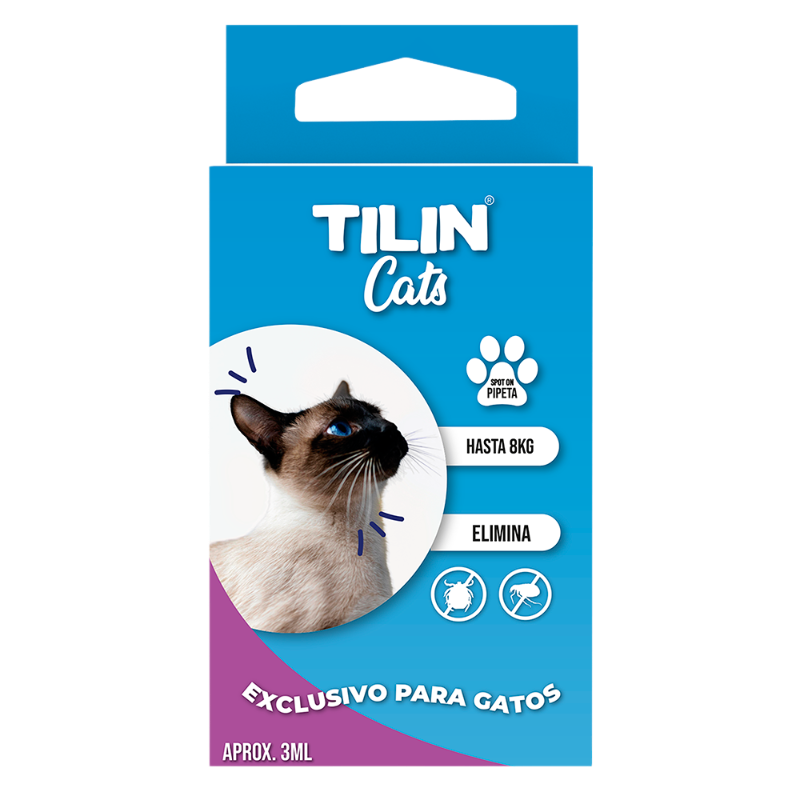 TILIN®
Cats
SPOT ON
PIPETA
HASTA 8KG
ELIMINA
EXCLUSIVO PARA GATOS
APROX. 3ML